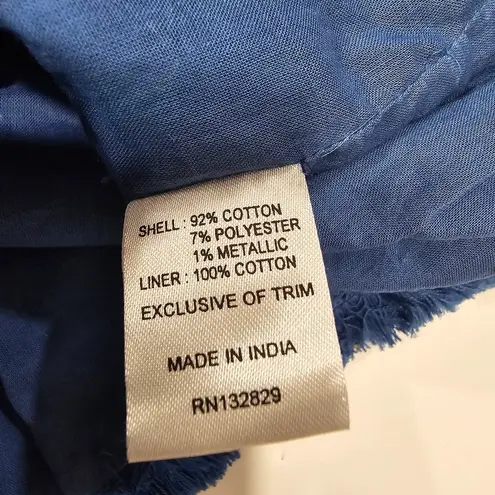 SHELL : 92% COTTON
7% POLYESTER
1% METALLIC
LINER : 100% COTTON
EXCLUSIVE OF TRIM
MADE IN INDIA
RN132829